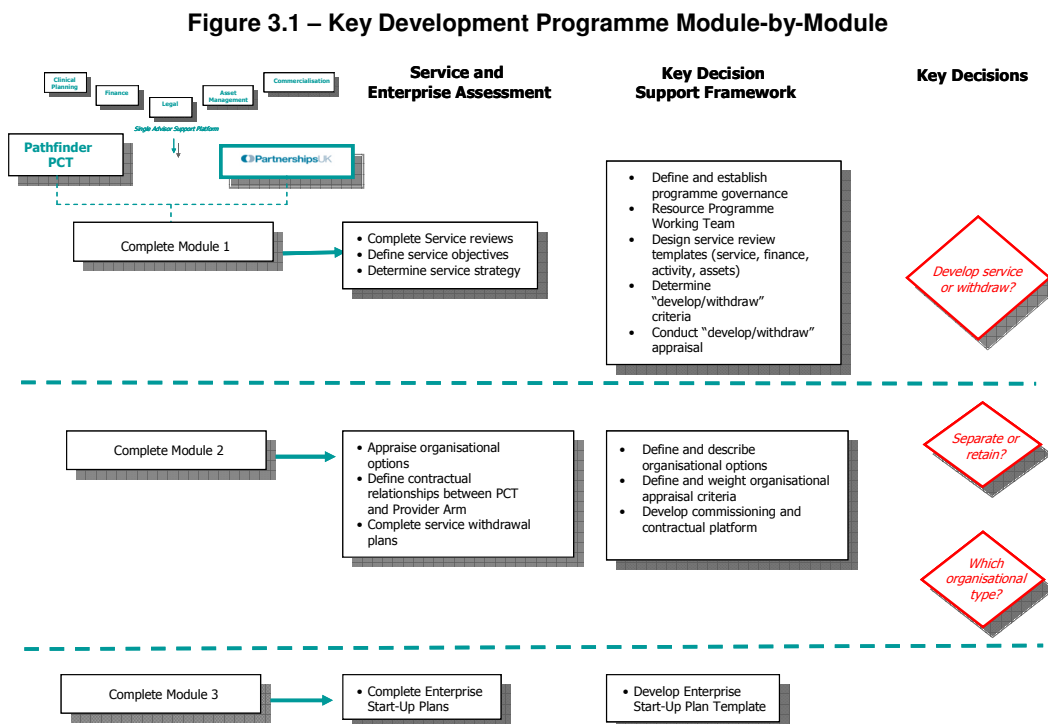 Figure 3.1 – Key Development Programme Module-by-Module
Clinical
Planning
Finance
Legal
Asset
Management
Commercialisation
Single Advisor Support Platform
Pathfinder
PCT
PartnershipsUK
Service and
Enterprise Assessment
Key Decision
Support Framework
Key Decisions
Complete Module 1
• Complete Service reviews
• Define service objectives
• Determine service strategy
• Define and establish
programme governance
• Resource Programme
Working Team
• Design service review
templates (service, finance,
activity, assets)
• Determine
“develop/withdraw”
criteria
• Conduct “develop/withdraw”
appraisal
Develop service
or withdraw?
Complete Module 2
• Appraise organisational
options
• Define contractual
relationships between PCT
and Provider Arm
• Complete service withdrawal
plans
• Define and describe
organisational options
• Define and weight organisational
appraisal criteria
• Develop commissioning and
contractual platform
Separate or
retain?
Which
organisational
type?
Complete Module 3
• Complete Enterprise
Start-Up Plans
• Develop Enterprise
Start-Up Plan Template